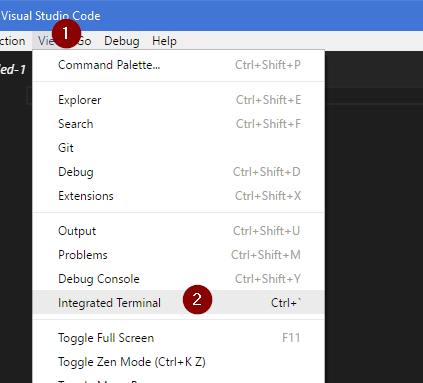 Visual Studio Code
ction View Go Debug Help
1
ed-1
Command Palette... Ctrl+Shift+P
Explorer Ctrl+Shift+E
Search Ctrl+Shift+F
Git
Debug Ctrl+Shift+D
Extensions Ctrl+Shift+X
Output Ctrl+Shift+U
Problems Ctrl+Shift+M
Debug Console Ctrl+Shift+Y
Integrated Terminal 2 Ctrl+`
Toggle Full Screen F11
Toggle Zen Mode (Ctrl+K Z)